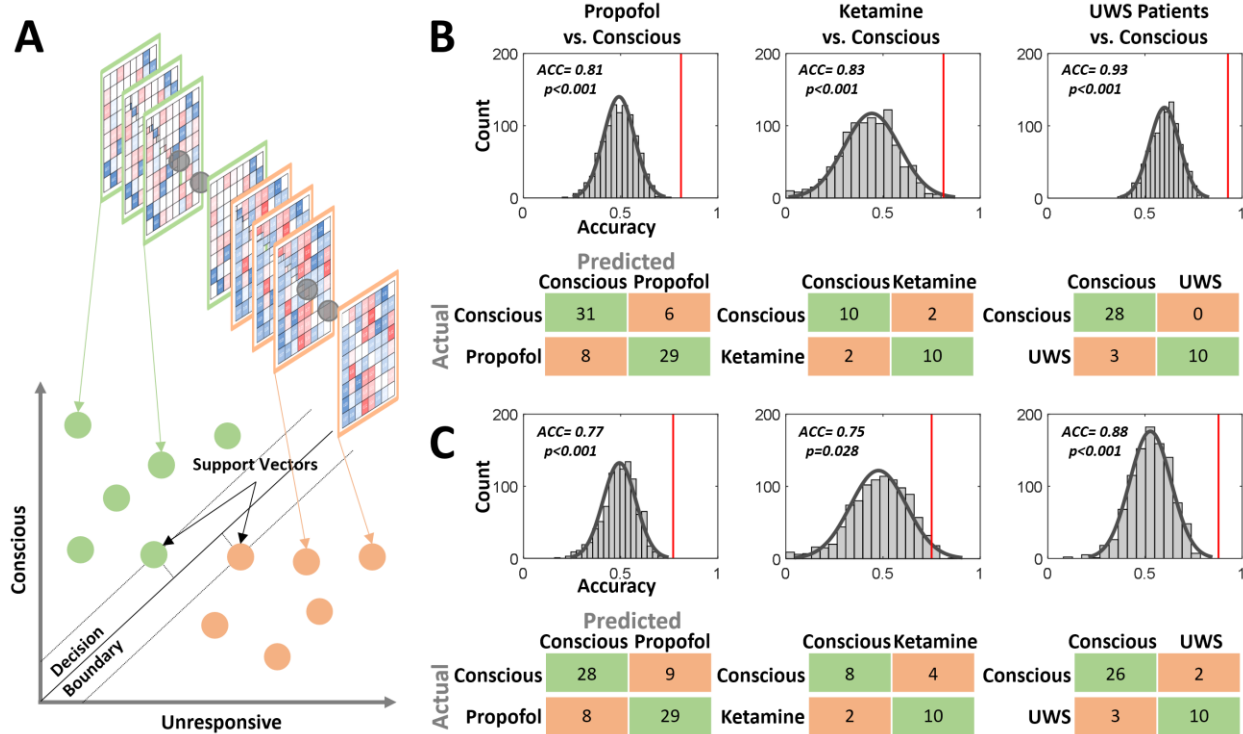 A
Support Vectors
Conscious
Decision
Boundary
Unresponsive
B
Propofol
vs. Conscious
Ketamine
vs. Conscious
UWS Patients
vs. Conscious
200
100
0
Count
ACC= 0.81
p<0.001
0
0.5
1
Accuracy
200
100
0
ACC= 0.83
p<0.001
0
0.5
1
200
100
0
ACC= 0.93
p<0.001
0
0.5
1
Predicted
Actual
Conscious Propofol
Conscious 31 6
Propofol 8 29
Conscious Ketamine
Conscious 10 2
Ketamine 2 10
Conscious UWS
Conscious 28 0
UWS 3 10
C
200
100
0
Count
ACC= 0.77
p<0.001
0
0.5
1
Accuracy
200
100
0
ACC= 0.75
p=0.028
0
0.5
1
200
100
0
ACC= 0.88
p<0.001
0
0.5
1
Predicted
Actual
Conscious Propofol
Conscious 28 9
Propofol 8 29
Conscious Ketamine
Conscious 8 4
Ketamine 2 10
Conscious UWS
Conscious 26 2
UWS 3 10